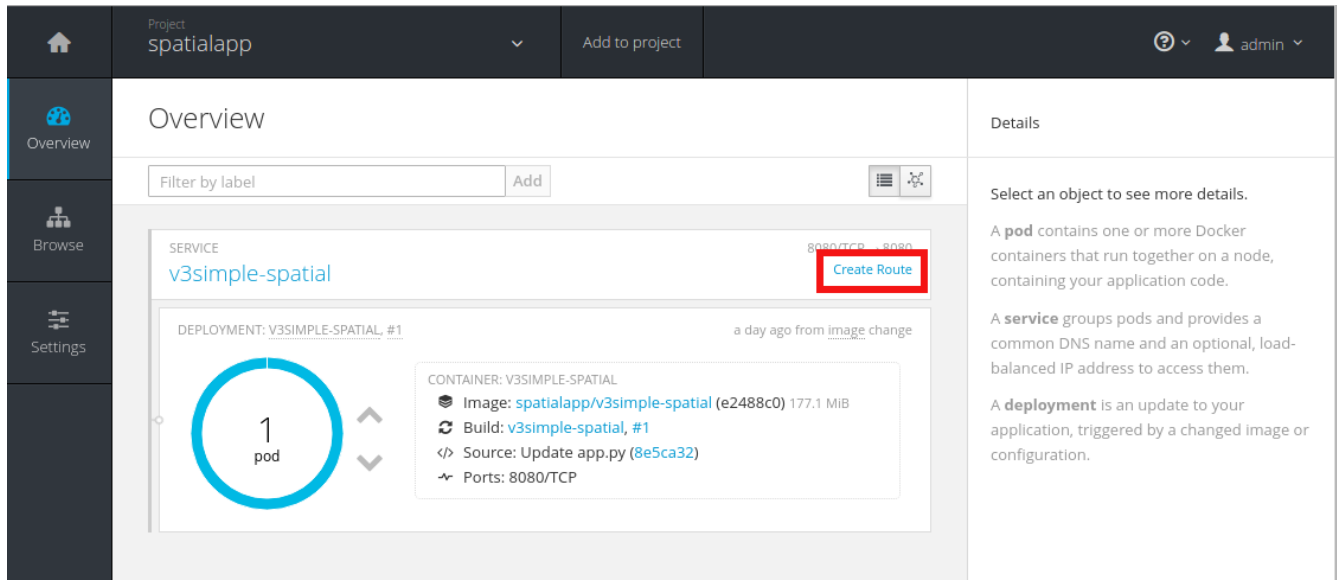 Project
spatialapp
Add to project
admin
Overview
Browse
Settings
Overview
Filter by label
Add
SERVICE
8080/TCP → 8080
v3simple-spatial
Create Route
DEPLOYMENT: V3SIMPLE-SPATIAL, #1
a day ago from image change
1
pod
CONTAINER: V3SIMPLE-SPATIAL
Image: spatialapp/v3simple-spatial (e2488c0) 177.1 MiB
Build: v3simple-spatial, #1
</> Source: Update app.py (8e5ca32)
Ports: 8080/TCP
Details
Select an object to see more details.
A pod contains one or more Docker
containers that run together on a node,
containing your application code.
A service groups pods and provides a
common DNS name and an optional, load-
balanced IP address to access them.
A deployment is an update to your
application, triggered by a changed image or
configuration.